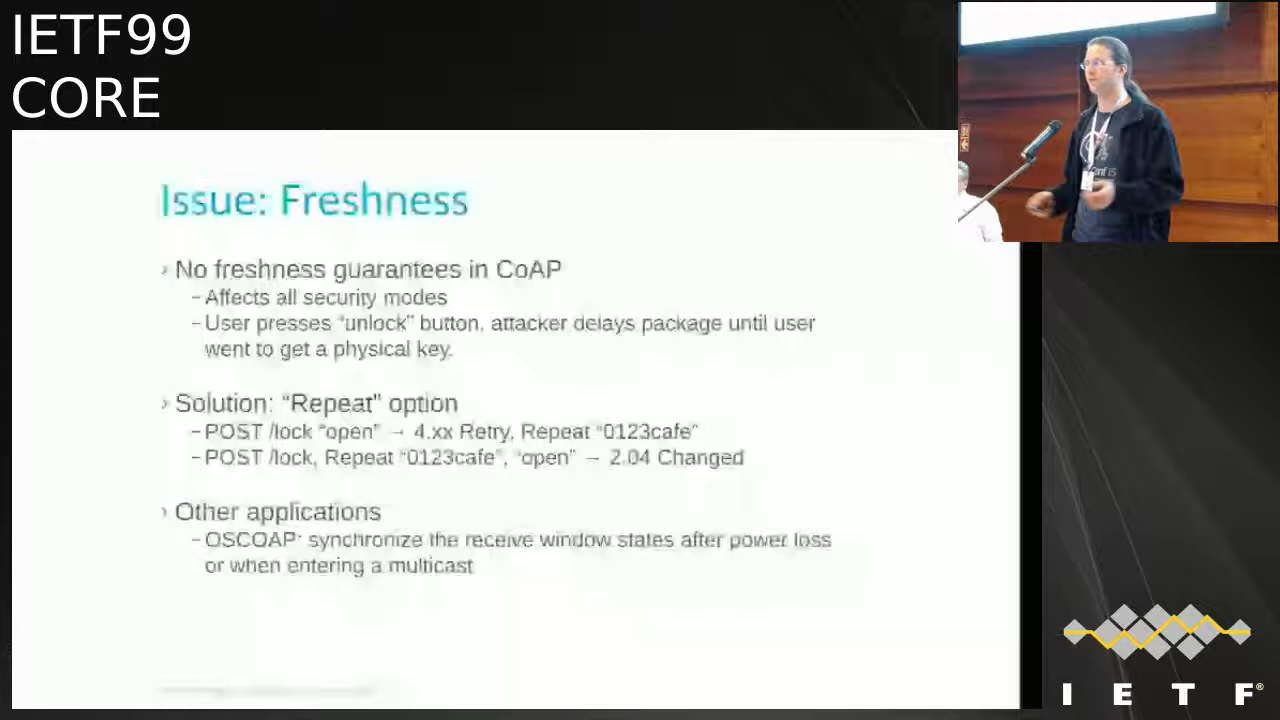 IETF99
CORE
Issue: Freshness
› No freshness guarantees in CoAP
– Affects all security modes
– User presses “unlock” button, attacker delays package until user
went to get a physical key.
› Solution: “Repeat” option
– POST /lock “open” → 4.xx Retry, Repeat “0123cafe”
– POST /lock, Repeat “0123cafe”, “open” → 2.04 Changed
› Other applications
– OSCOAP: synchronize the receive window states after power loss
or when entering a multicast
I E T F®